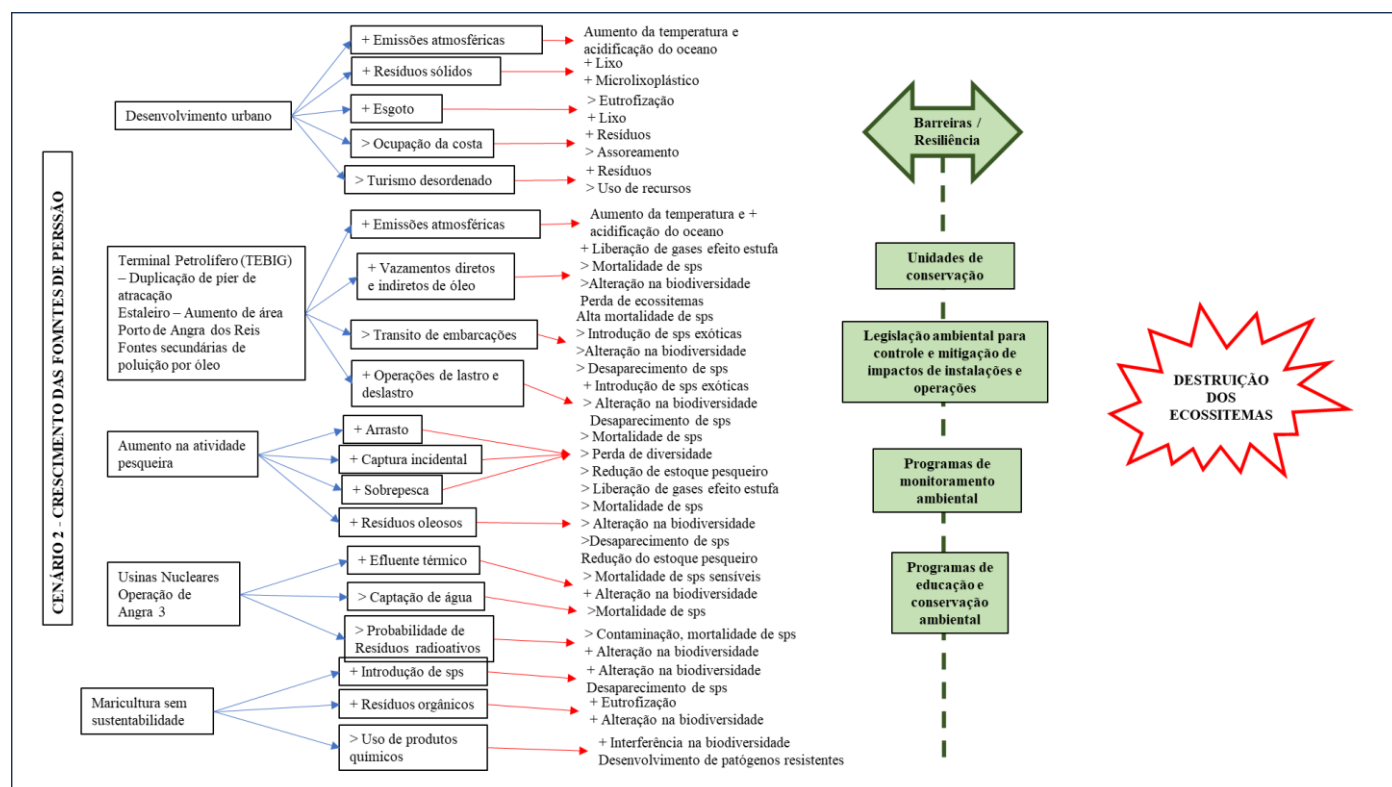 CENÁRIO 2 - CRESCIMENTO DAS FOMNTES DE PERSSÃO
Desenvolvimento urbano
+ Emissões atmosféricas
+ Resíduos sólidos
+ Esgoto
> Ocupação da costa
> Turismo desordenado
Aumento da temperatura e
acidificação do oceano
+ Lixo
+ Microlixoplástico
> Eutrofização
+ Lixo
+ Resíduos
> Assoreamento
+ Resíduos
> Uso de recursos
Terminal Petrolífero (TEBIG)
– Duplicação de píer de
atracação
Estaleiro – Aumento de área
Porto de Angra dos Reis
Fontes secundárias de
poluição por óleo
+ Emissões atmosféricas
+ Vazamentos diretos
e indiretos de óleo
> Transito de embarcações
+ Operações de lastro e
deslastro
Aumento da temperatura e +
acidificação do oceano
+ Liberação de gases efeito estufa
> Mortalidade de sps
>Alteração na biodiversidade
Perda de ecossitemas
Alta mortalidade de sps
> Introdução de sps exóticas
>Alteração na biodiversidade
> Desaparecimento de sps
+ Introdução de sps exóticas
> Alteração na biodiversidade
Desaparecimento de sps
Aumento na atividade
pesqueira
+ Arrasto
+ Captura incidental
+ Sobrepesca
+ Resíduos oleosos
> Mortalidade de sps
> Perda de diversidade
> Redução de estoque pesqueiro
> Liberação de gases efeito estufa
> Mortalidade de sps
> Alteração na biodiversidade
>Desaparecimento de sps
Redução do estoque pesqueiro
Usinas Nucleares
Operação de
Angra 3
+ Efluente térmico
> Captação de água
> Probabilidade de
Resíduos radioativos
> Mortalidade de sps sensíveis
+ Alteração na biodiversidade
>Mortalidade de sps
> Contaminação, mortalidade de sps
+ Alteração na biodiversidade
Maricultura sem
sustentabilidade
+ Introdução de sps
+ Resíduos orgânicos
> Uso de produtos
químicos
+ Alteração na biodiversidade
Desaparecimento de sps
+ Eutrofização
+ Alteração na biodiversidade
+ Interferência na biodiversidade
Desenvolvimento de patógenos resistentes
Barreiras /
Resiliência
Unidades de
conservação
Legislação ambiental para
controle e mitigação de
impactos de instalações e
operações
Programas de
monitoramento
ambiental
Programas de
educação e
conservação
ambiental
DESTRUIÇÃO
DOS
ECOSSITEMAS